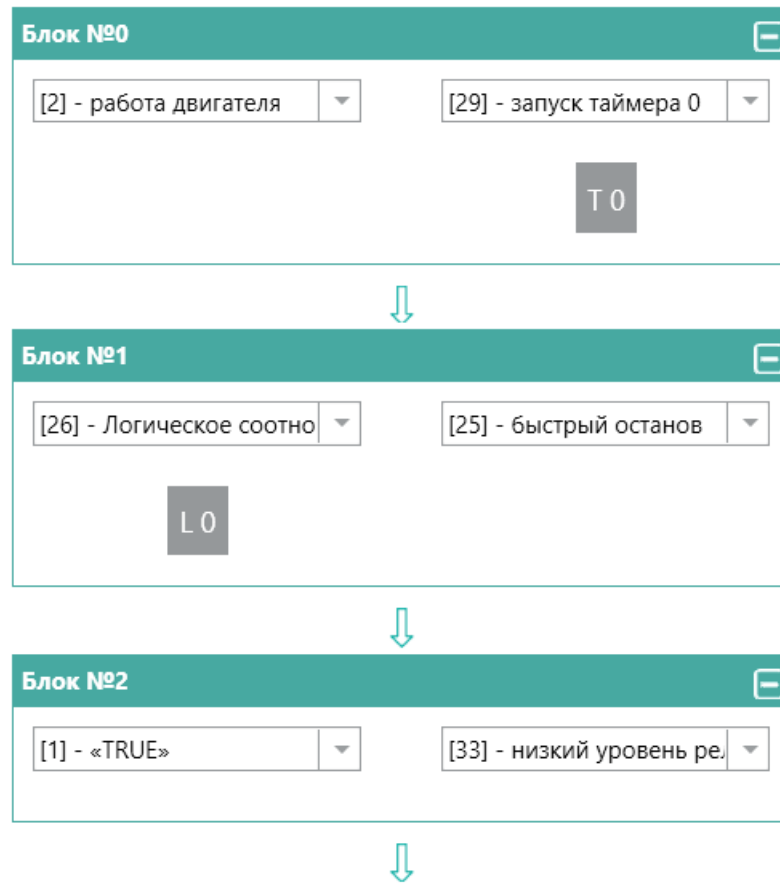 Блок №0
[2] - работа двигателя [29] - запуск таймера 0
T 0
Блок №1
[26] - Логическое соотно [25] - быстрый останов
L 0
Блок №2
[1] - «TRUE» [33] - низкий уровень рел